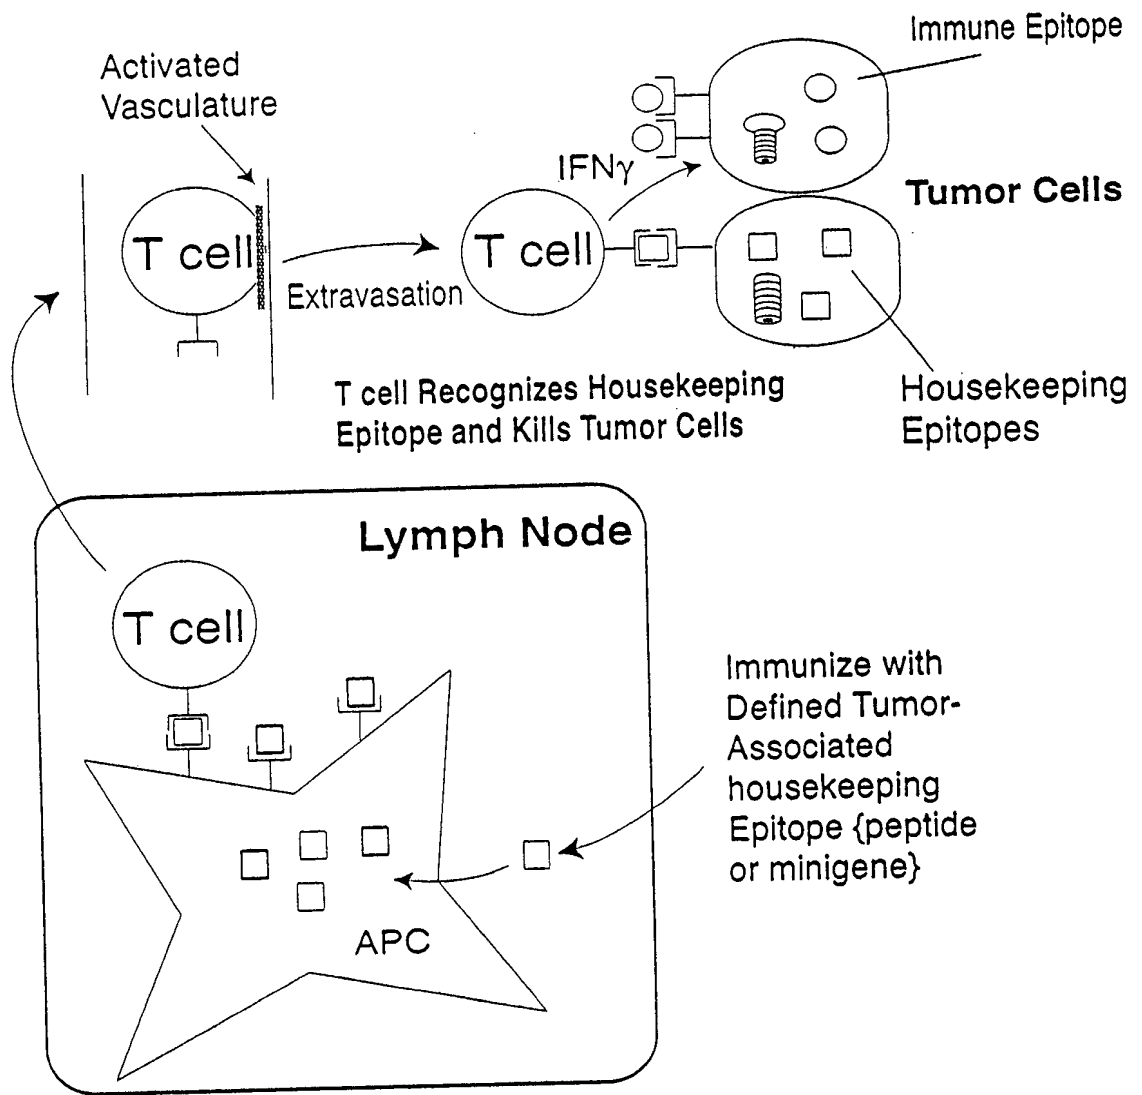 Immune Epitope
Activated
Vasculature
IFNγ
Tumor Cells
T cell
T cell
Extravasation
T cell Recognizes Housekeeping
Epitope and Kills Tumor Cells
Housekeeping
Epitopes
Lymph Node
T cell
Immunize with
Defined Tumor-
Associated
housekeeping
Epitope {peptide
or minigene}
APC